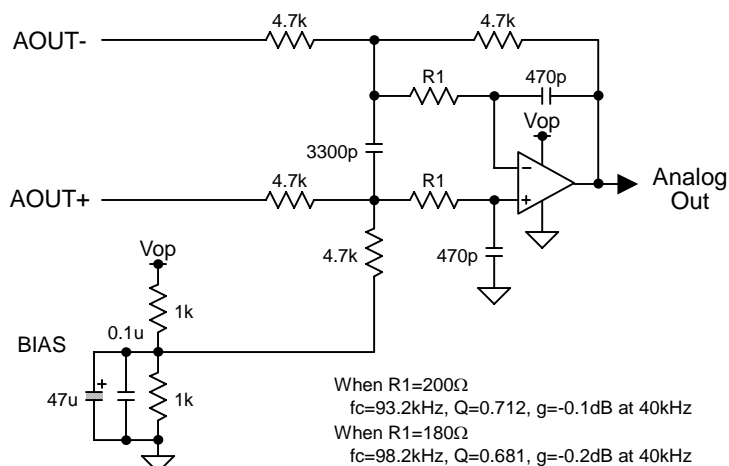 4.7k
4.7k
AOUT-
R1
470p
Vop
3300p
−
4.7k
R1
+
Analog
Out
AOUT+
Vop
4.7k
470p
1k
0.1u
BIAS
+
47u
1k
When R1=200Ω
fc=93.2kHz, Q=0.712, g=-0.1dB at 40kHz
When R1=180Ω
fc=98.2kHz, Q=0.681, g=-0.2dB at 40kHz